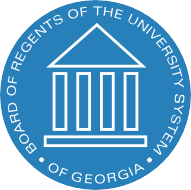 BOARD OF REGENTS OF THE UNIVERSITY SYSTEM
• OF GEORGIA •